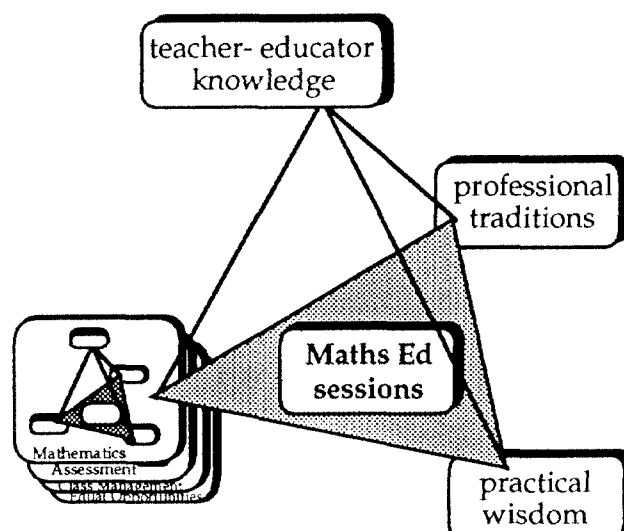 teacher- educator
knowledge
professional
traditions
Maths Ed
sessions
Mathematics
Assessment
Class Management
Equal Opportunities
practical
wisdom